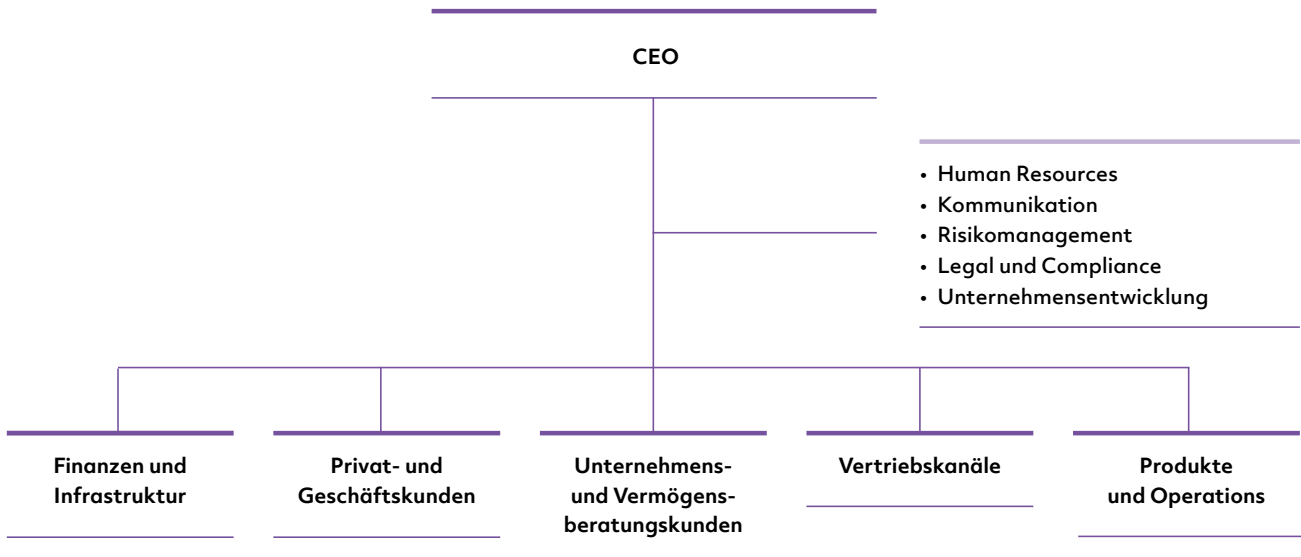 CEO
• Human Resources
• Kommunikation
• Risikomanagement
• Legal und Compliance
• Unternehmensentwicklung
Finanzen und
Infrastruktur
Privat- und
Geschäftskunden
Unternehmens-
und Vermögens-
beratungskunden
Vertriebskanäle
Produkte
und Operations